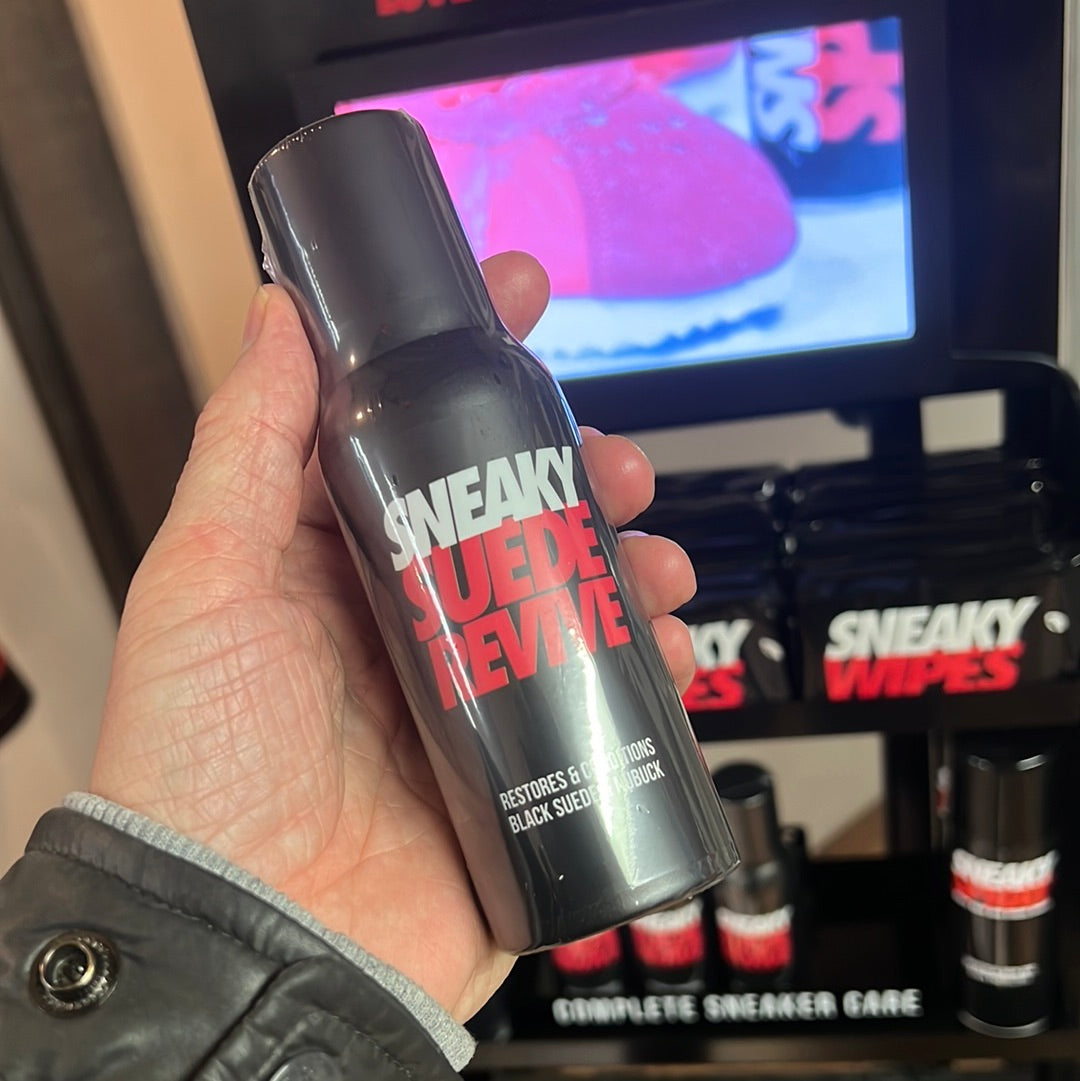 SNEAKY
SUEDE
REVIVE
RESTORES & CONDITIONS
BLACK SUEDE & NUBUCK
SNEAKY
WIPES
COMPLETE SNEAKER CARE
SNEAKY